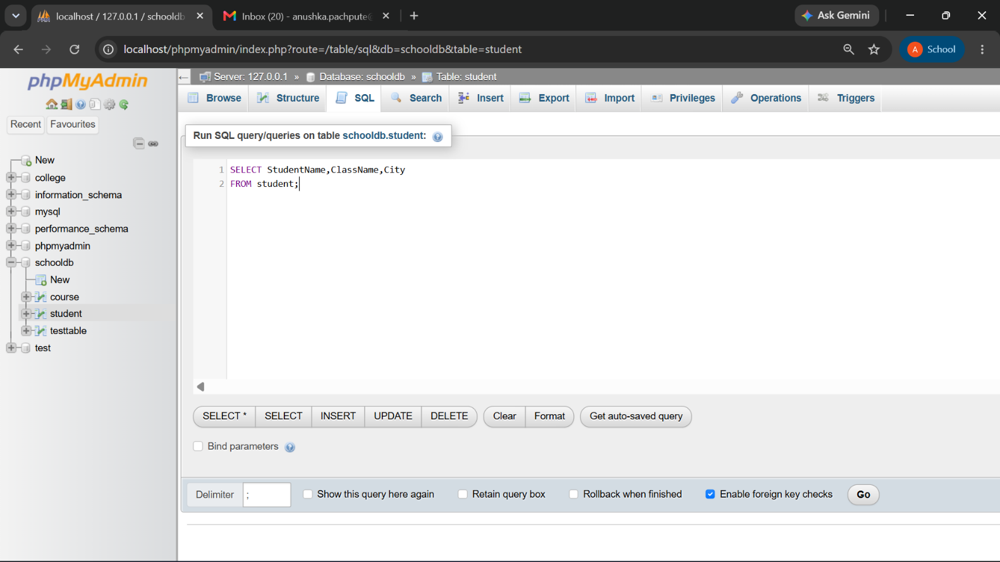 localhost / 127.0.0.1 / schooldb
Inbox (20) - anushka.pachpute@
Ask Gemini
localhost/phpmyadmin/index.php?route=/table/sql&db=schooldb&table=student
A School
phpMyAdmin
Recent Favourites
New
college
information_schema
mysql
performance_schema
phpmyadmin
schooldb
New
course
student
testtable
test
Server: 127.0.0.1 » Database: schooldb » Table: student
Browse Structure SQL Search Insert Export Import Privileges Operations Triggers
Run SQL query/queries on table schooldb.student:
1 SELECT StudentName,ClassName,City
2 FROM student;
SELECT * SELECT INSERT UPDATE DELETE Clear Format Get auto-saved query
Bind parameters
Delimiter ; Show this query here again Retain query box Rollback when finished Enable foreign key checks Go